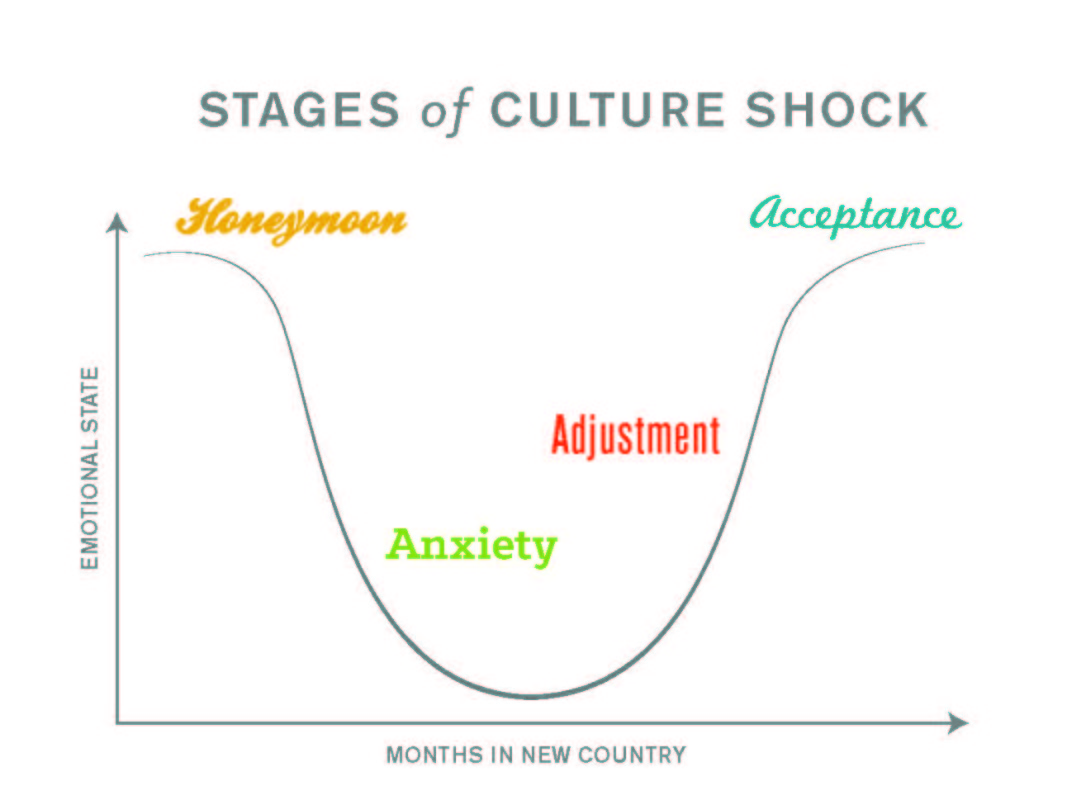 STAGES of CULTURE SHOCK
Honeymoon
Acceptance
EMOTIONAL STATE
Adjustment
Anxiety
MONTHS IN NEW COUNTRY